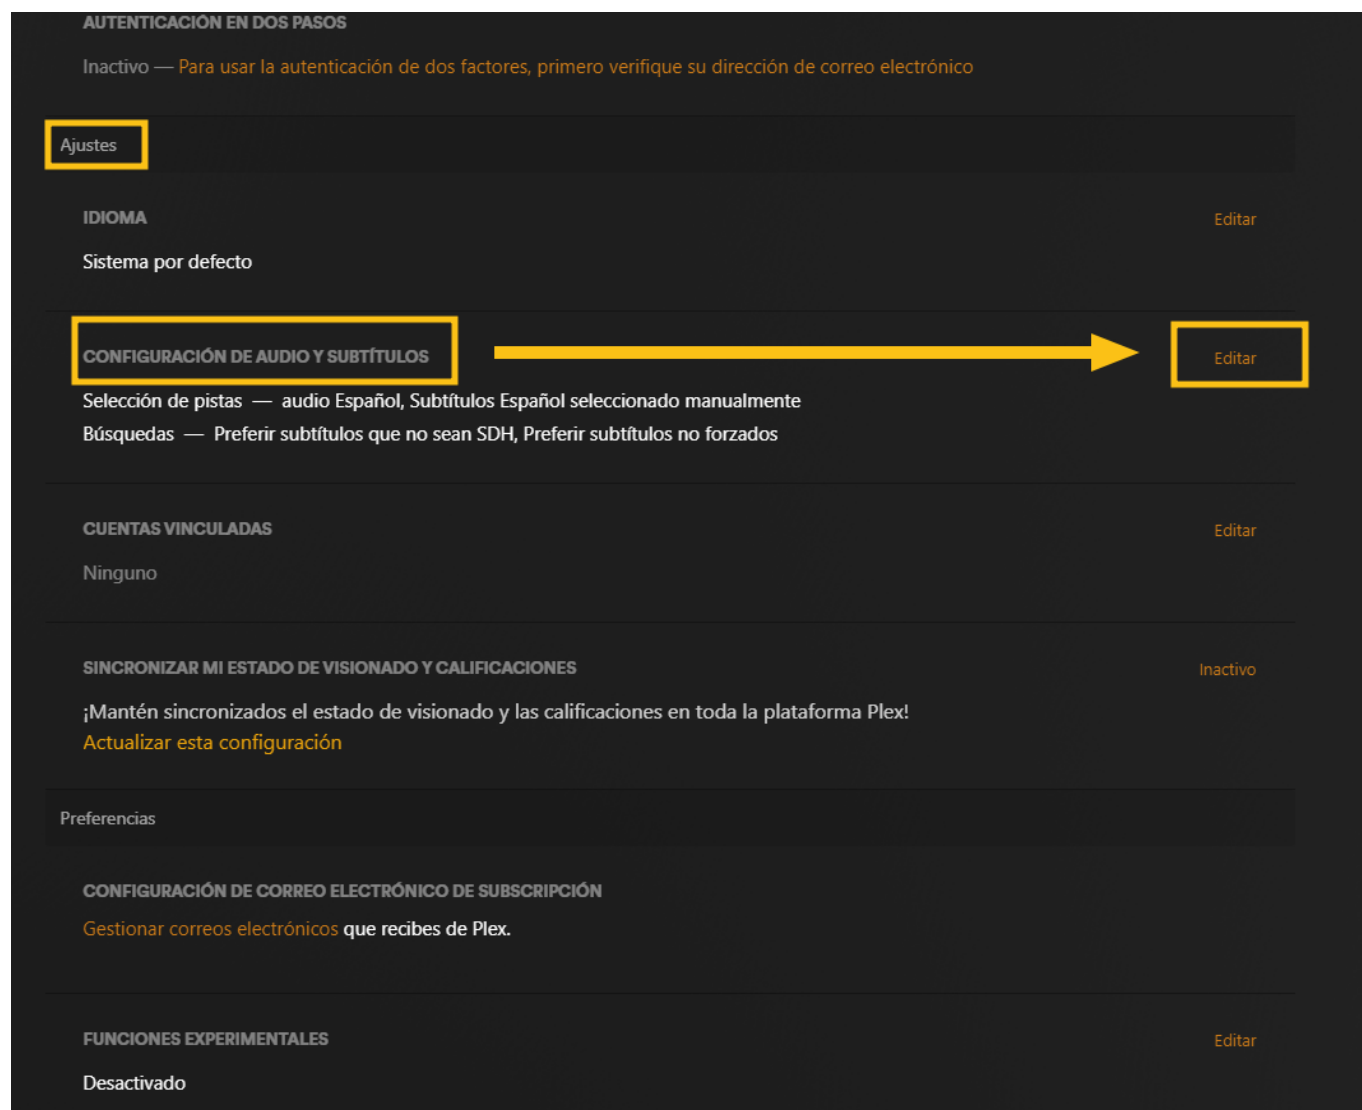 AUTENTICACIÓN EN DOS PASOS
Inactivo — Para usar la autenticación de dos factores, primero verifique su dirección de correo electrónico
Ajustes
IDIOMA
Editar
Sistema por defecto
CONFIGURACIÓN DE AUDIO Y SUBTÍTULOS
Editar
Selección de pistas — audio Español, Subtítulos Español seleccionado manualmente
Búsquedas — Preferir subtítulos que no sean SDH, Preferir subtítulos no forzados
CUENTAS VINCULADAS
Editar
Ninguno
SINCRONIZAR MI ESTADO DE VISIONADO Y CALIFICACIONES
Inactivo
¡Mantén sincronizados el estado de visionado y las calificaciones en toda la plataforma Plex!
Actualizar esta configuración
Preferencias
CONFIGURACIÓN DE CORREO ELECTRÓNICO DE SUBSCRIPCIÓN
Gestionar correos electrónicos que recibes de Plex.
FUNCIONES EXPERIMENTALES
Editar
Desactivado